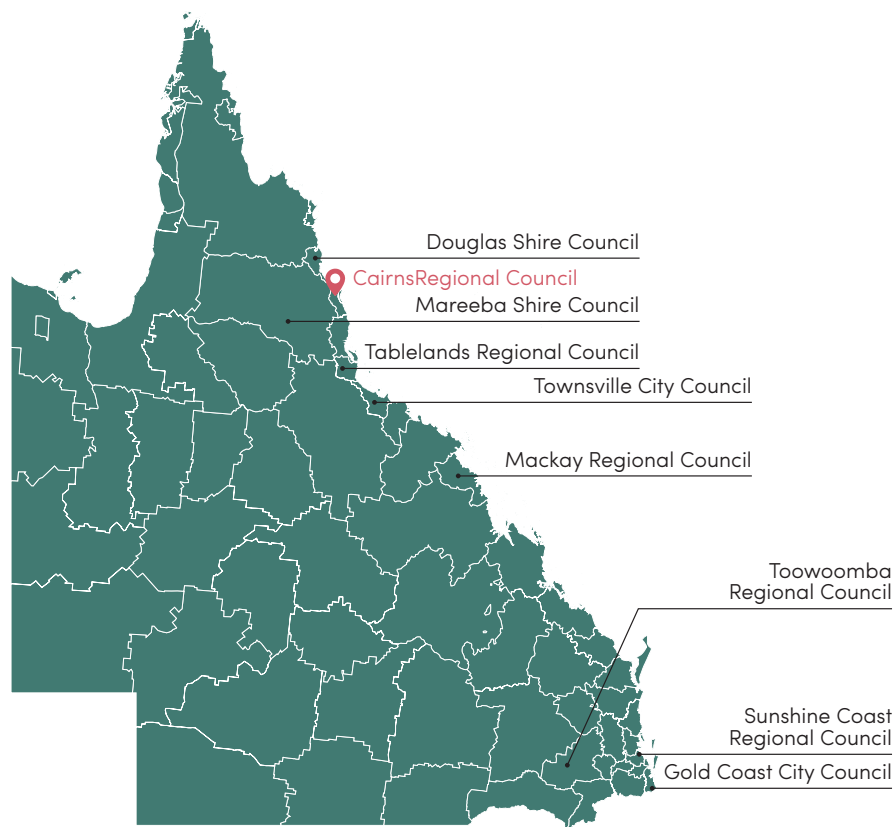 Douglas Shire Council
CairnsRegional Council
Mareeba Shire Council
Tablelands Regional Council
Townsville City Council
Mackay Regional Council
Toowoomba
Regional Council
Sunshine Coast
Regional Council
Gold Coast City Council